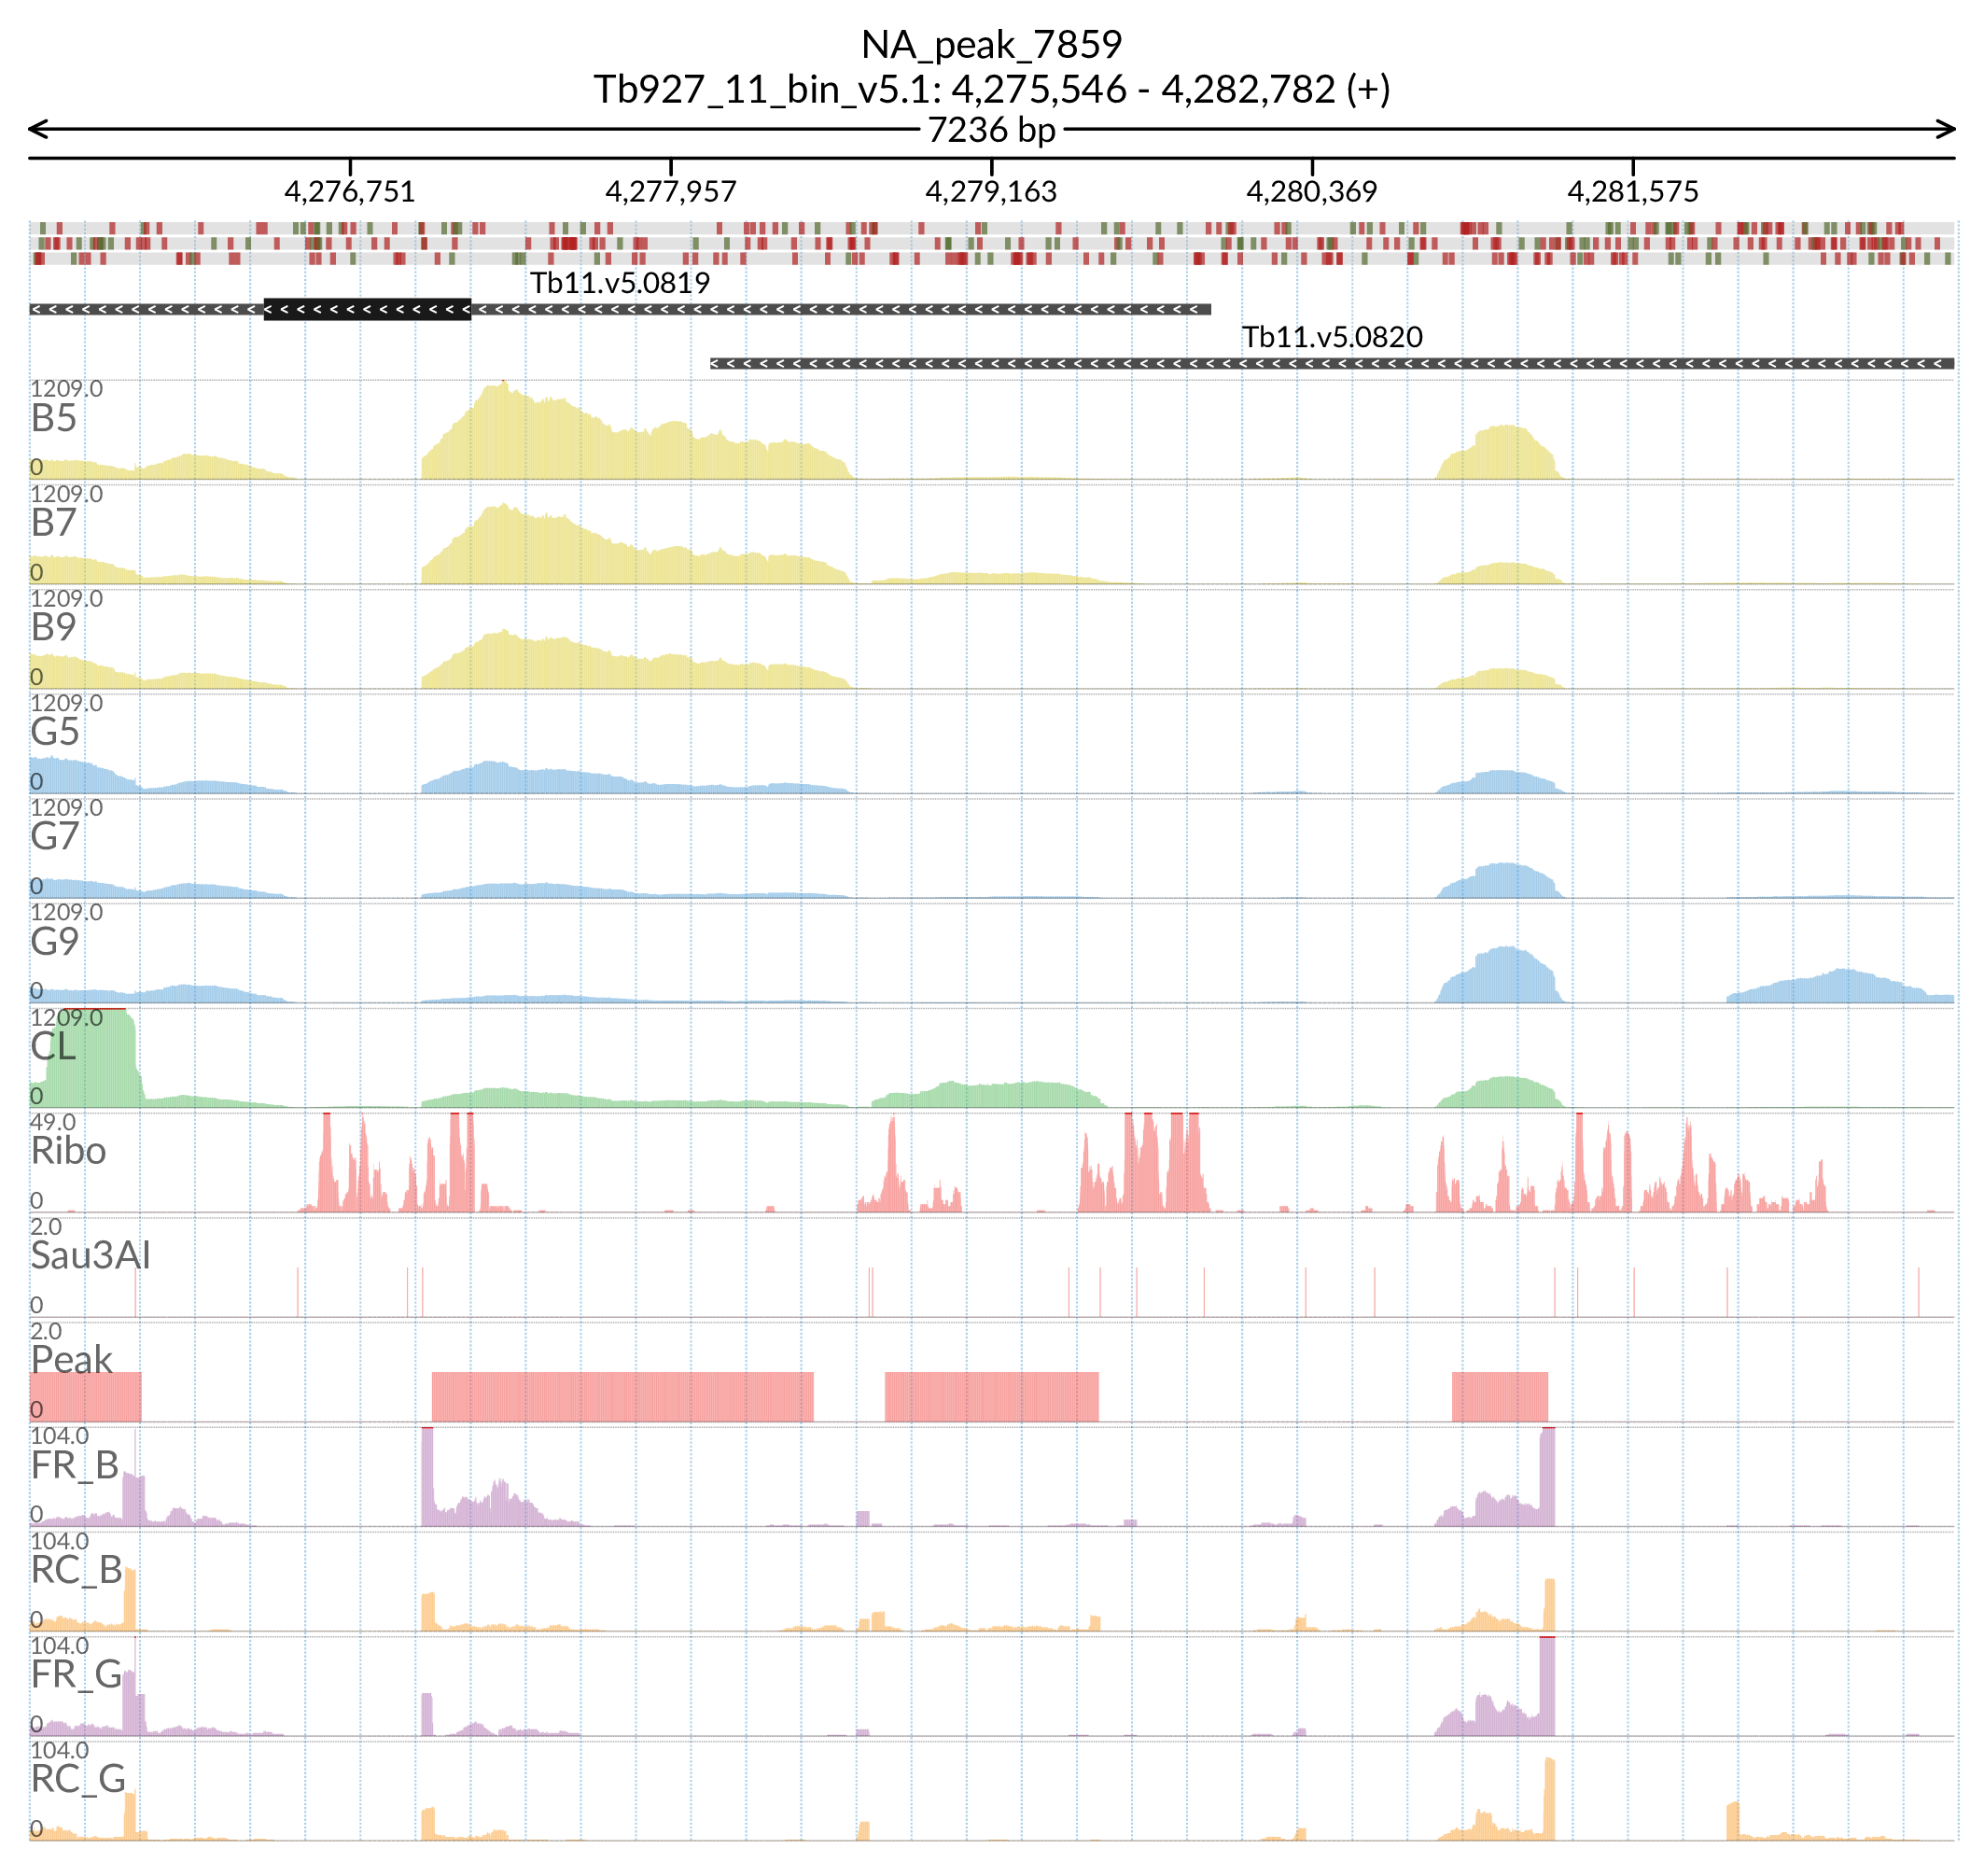 NA_peak_7859
Tb927_11_bin_v5.1: 4,275,546 - 4,282,782 (+)
7236 bp
4,276,751 4,277,957 4,279,163 4,280,369 4,281,575
Tb11.v5.0819
Tb11.v5.0820
1209.0
B5
0
1209.0
B7
0
1209.0
B9
0
1209.0
G5
0
1209.0
G7
0
1209.0
G9
0
1209.0
CL
0
49.0
Ribo
0
2.0
Sau3AI
0
2.0
Peak
0
104.0
FR_B
0
104.0
RC_B
0
104.0
FR_G
0
104.0
RC_G
0